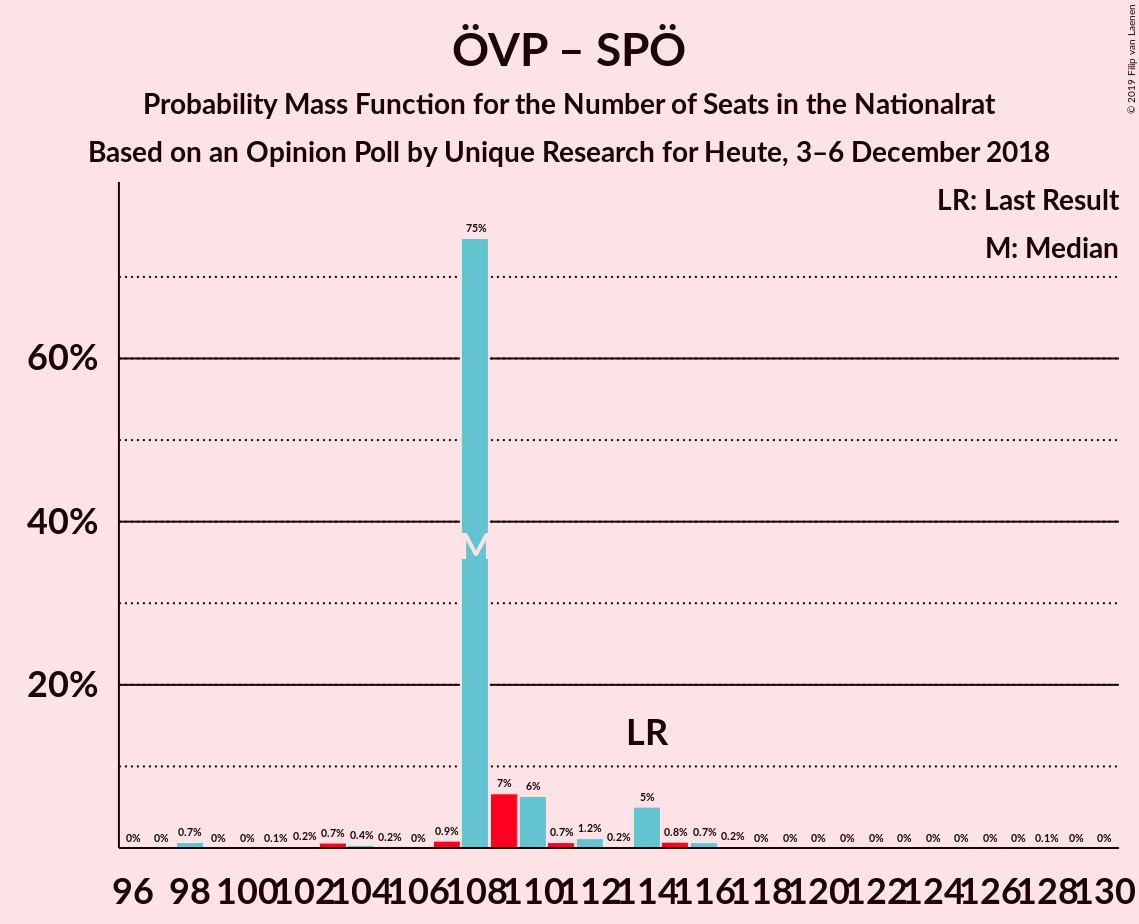 ÖVP – SPÖ
Probability Mass Function for the Number of Seats in the Nationalrat
Based on an Opinion Poll by Unique Research for Heute, 3–6 December 2018
© 2019 Filip van Laenen
LR: Last Result
M: Median
60%
40%
20%
M
LR
0% 0% 0.7% 0% 0% 0.1% 0.2% 0.7% 0.4% 0.2% 0% 0.9% 75% 7% 6% 0.7% 1.2% 0.2% 5% 0.8% 0.7% 0.2% 0% 0% 0% 0% 0% 0% 0% 0% 0% 0% 0.1% 0% 0%
96 98 100 102 104 106 108 110 112 114 116 118 120 122 124 126 128 130